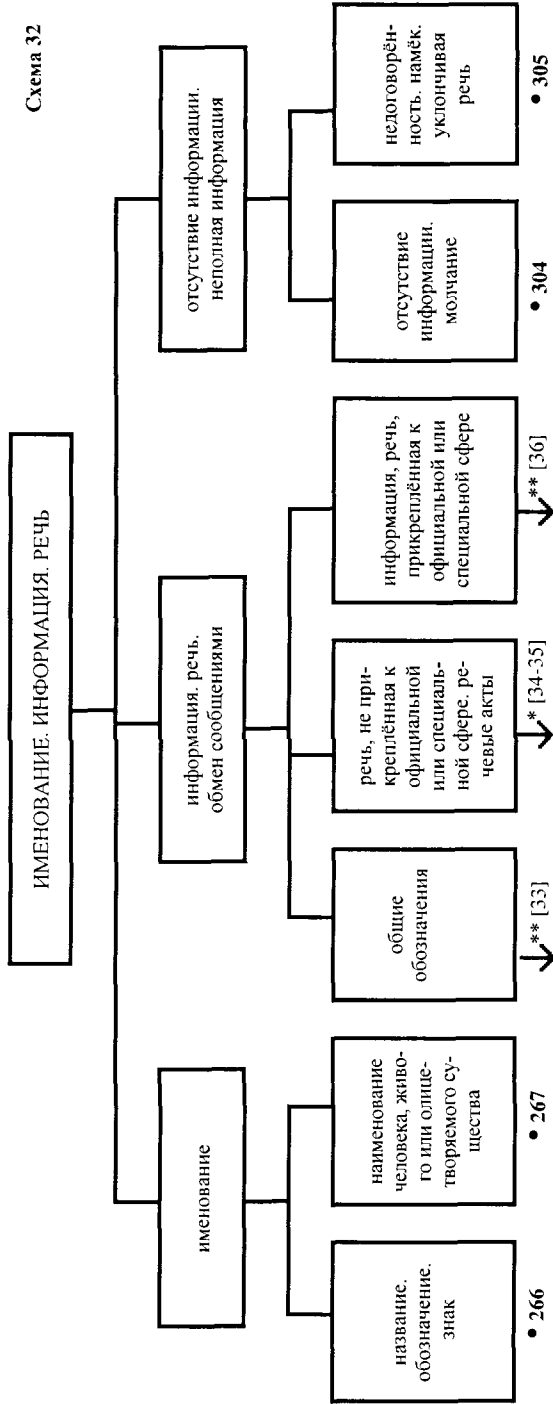 Схема 32
ИМЕНОВАНИЕ. ИНФОРМАЦИЯ. РЕЧЬ
именование
информация. речь.
обмен сообщениями
отсутствие информации.
неполная информация
название.
обозначение.
знак
наименование
человека, живо-
го или олице-
творяемого су-
щества
общие
обозначения
речь, не при-
креплённая к
официальной
или специаль-
ной сфере. ре-
чевые акты
информация, речь,
прикреплённая к
официальной или
специальной сфере
отсутствие
информации.
молчание
недоговорён-
ность. намёк.
уклончивая
речь
• 266
• 267
** [33]
* [34-35]
** [36]
• 304
• 305